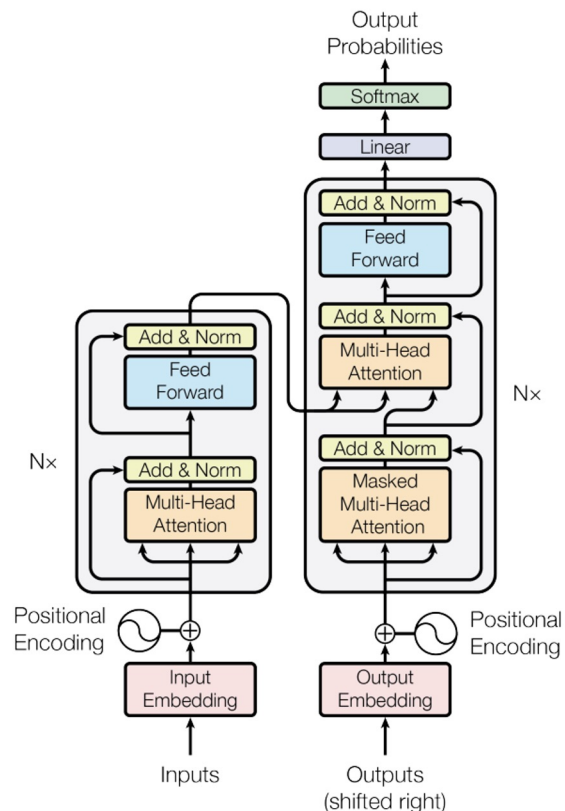 Output
Probabilities
Softmax
Linear
Add & Norm
Feed
Forward
Add & Norm
Multi-Head
Attention
Nx
Add & Norm
Masked
Multi-Head
Attention
Add & Norm
Feed
Forward
Nx
Add & Norm
Multi-Head
Attention
Positional
Encoding
Positional
Encoding
Input
Embedding
Output
Embedding
Inputs
Outputs
(shifted right)